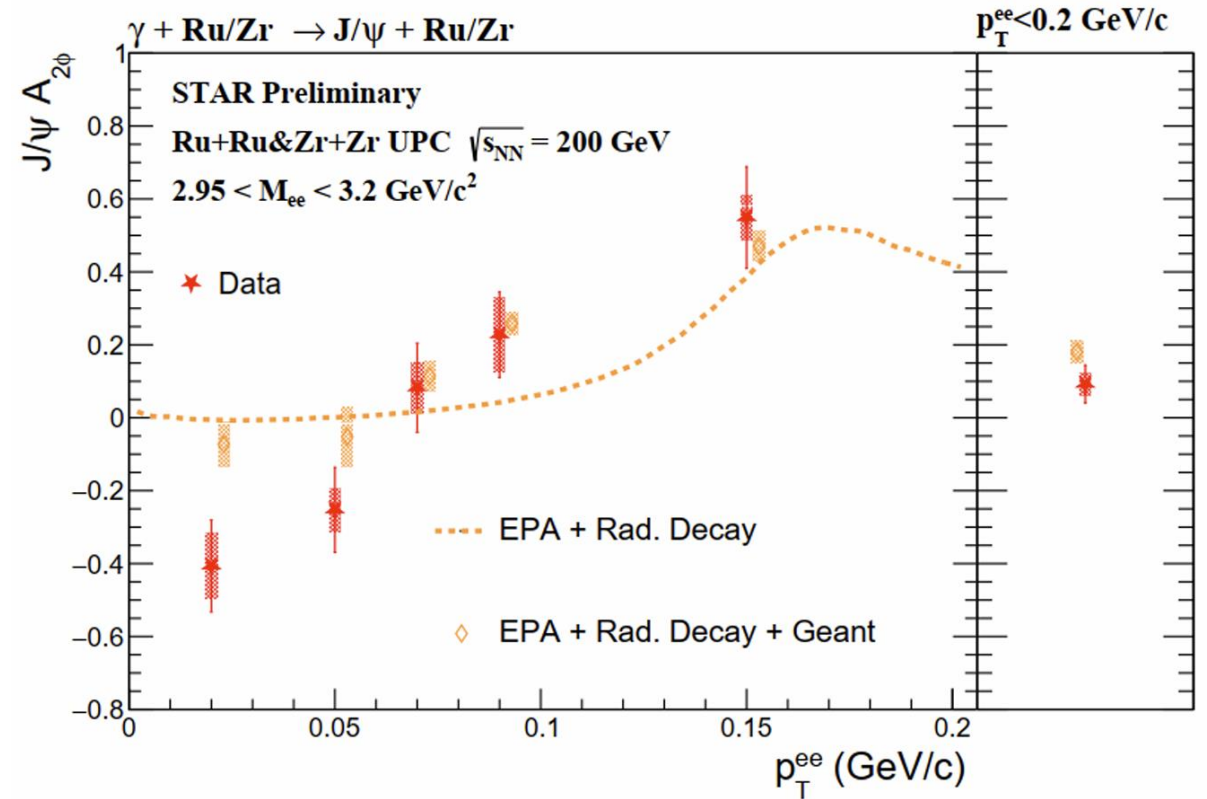 γ + Ru/Zr → J/ψ + Ru/Zr
p_T^ee<0.2 GeV/c
J/ψ A_2ϕ
STAR Preliminary
Ru+Ru&Zr+Zr UPC √s_NN = 200 GeV
2.95 < M_ee < 3.2 GeV/c²
Data
EPA + Rad. Decay
EPA + Rad. Decay + Geant
1
0.8
0.6
0.4
0.2
0
−0.2
−0.4
−0.6
−0.8
0 0.05 0.1 0.15 0.2
p_T^ee (GeV/c)